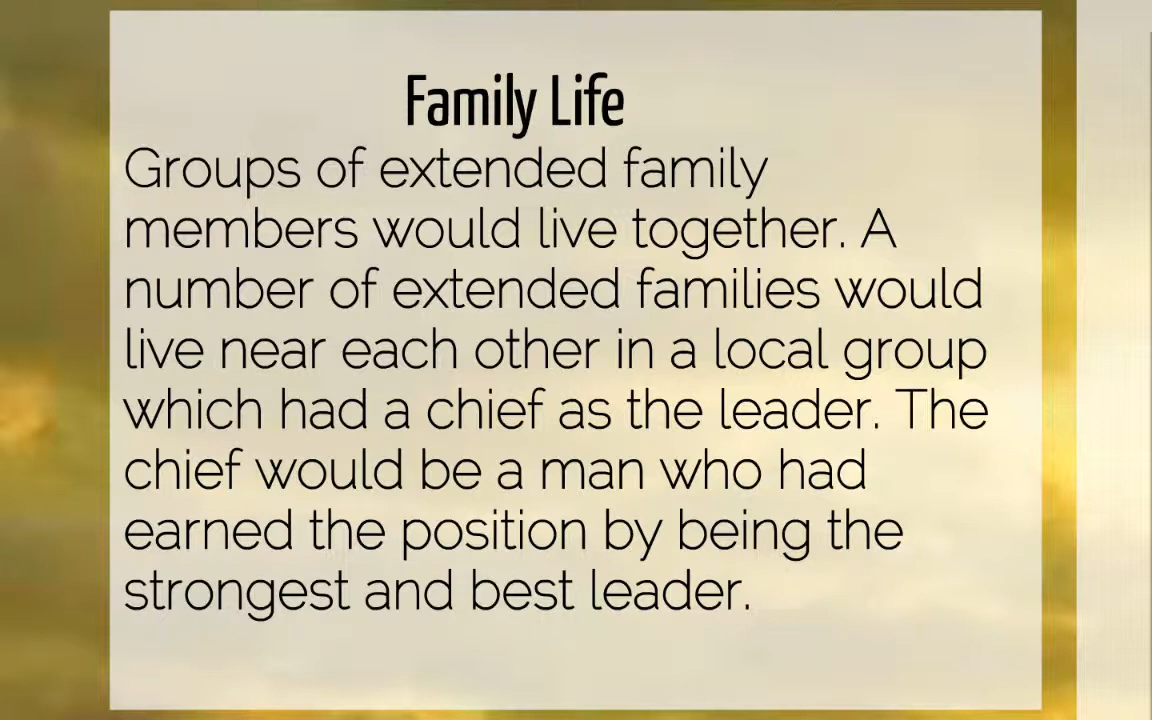 Family Life
Groups of extended family
members would live together. A
number of extended families would
live near each other in a local group
which had a chief as the leader. The
chief would be a man who had
earned the position by being the
strongest and best leader.